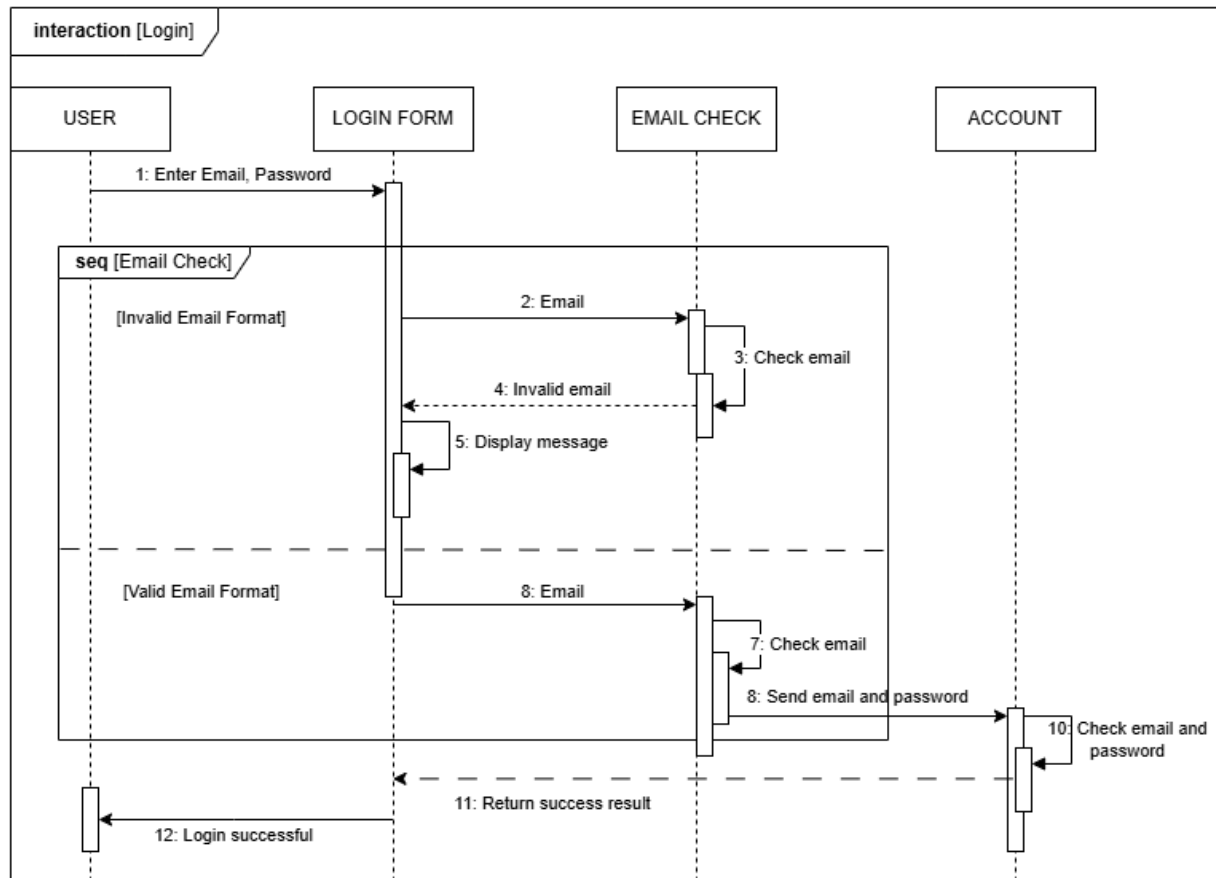 interaction [Login]
USER
LOGIN FORM
EMAIL CHECK
ACCOUNT
1: Enter Email, Password
seq [Email Check]
[Invalid Email Format]
2: Email
3: Check email
4: Invalid email
5: Display message
[Valid Email Format]
8: Email
7: Check email
8: Send email and password
10: Check email and
password
11: Return success result
12: Login successful